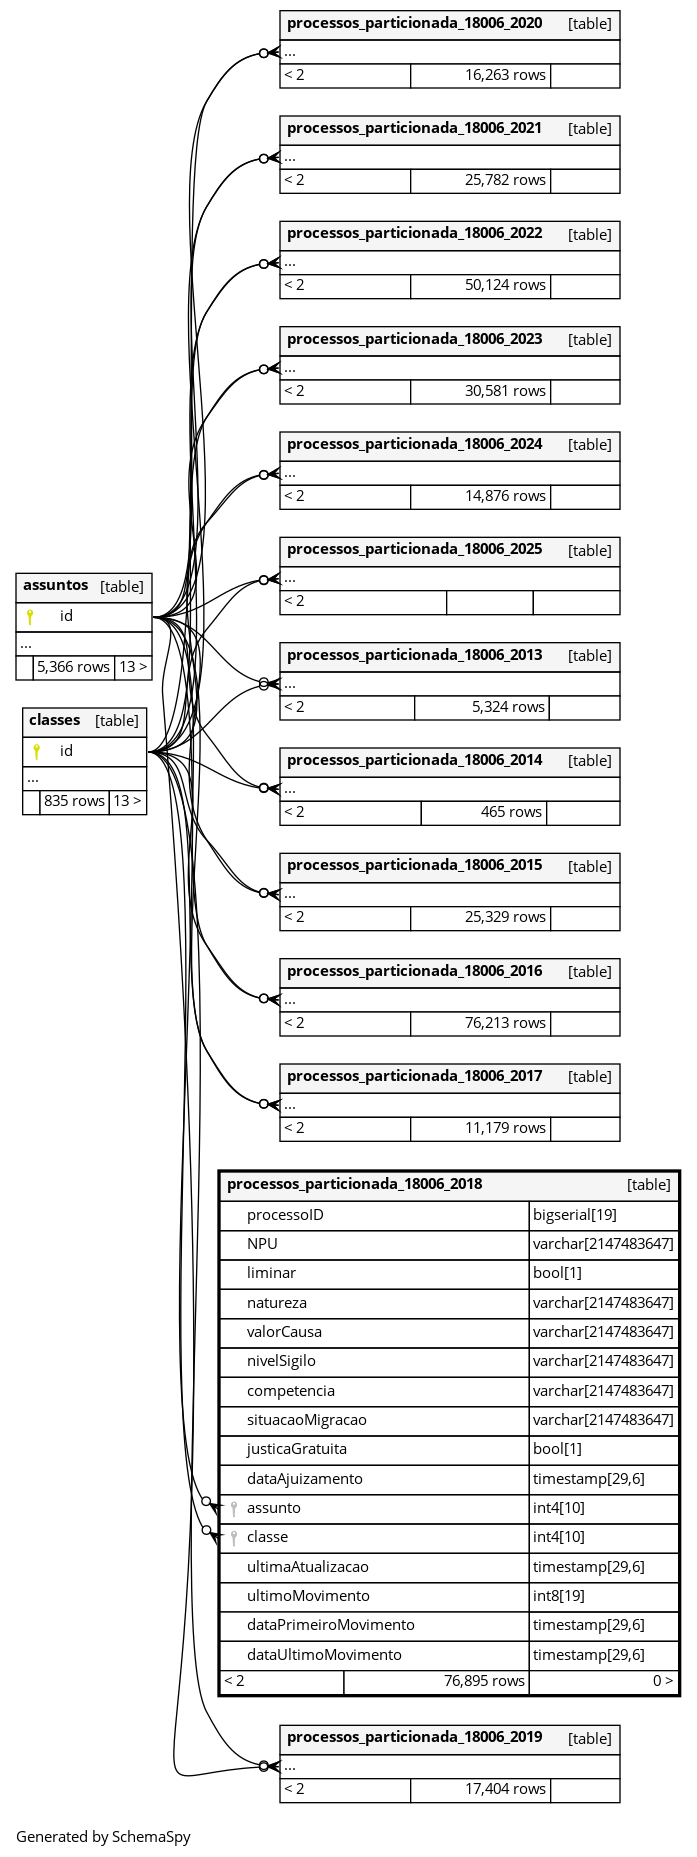 processos_particionada_18006_2020 [table]
...
< 2 16,263 rows
processos_particionada_18006_2021 [table]
...
< 2 25,782 rows
processos_particionada_18006_2022 [table]
...
< 2 50,124 rows
processos_particionada_18006_2023 [table]
...
< 2 30,581 rows
processos_particionada_18006_2024 [table]
...
< 2 14,876 rows
processos_particionada_18006_2025 [table]
...
< 2
assuntos [table]
id
...
5,366 rows 13 >
classes [table]
id
...
835 rows 13 >
processos_particionada_18006_2013 [table]
...
< 2 5,324 rows
processos_particionada_18006_2014 [table]
...
< 2 465 rows
processos_particionada_18006_2015 [table]
...
< 2 25,329 rows
processos_particionada_18006_2016 [table]
...
< 2 76,213 rows
processos_particionada_18006_2017 [table]
...
< 2 11,179 rows
processos_particionada_18006_2018 [table]
processoID bigserial[19]
NPU varchar[2147483647]
liminar bool[1]
natureza varchar[2147483647]
valorCausa varchar[2147483647]
nivelSigilo varchar[2147483647]
competencia varchar[2147483647]
situacaoMigracao varchar[2147483647]
justicaGratuita bool[1]
dataAjuizamento timestamp[29,6]
assunto int4[10]
classe int4[10]
ultimaAtualizacao timestamp[29,6]
ultimoMovimento int8[19]
dataPrimeiroMovimento timestamp[29,6]
dataUltimoMovimento timestamp[29,6]
< 2 76,895 rows 0 >
processos_particionada_18006_2019 [table]
...
< 2 17,404 rows
Generated by SchemaSpy